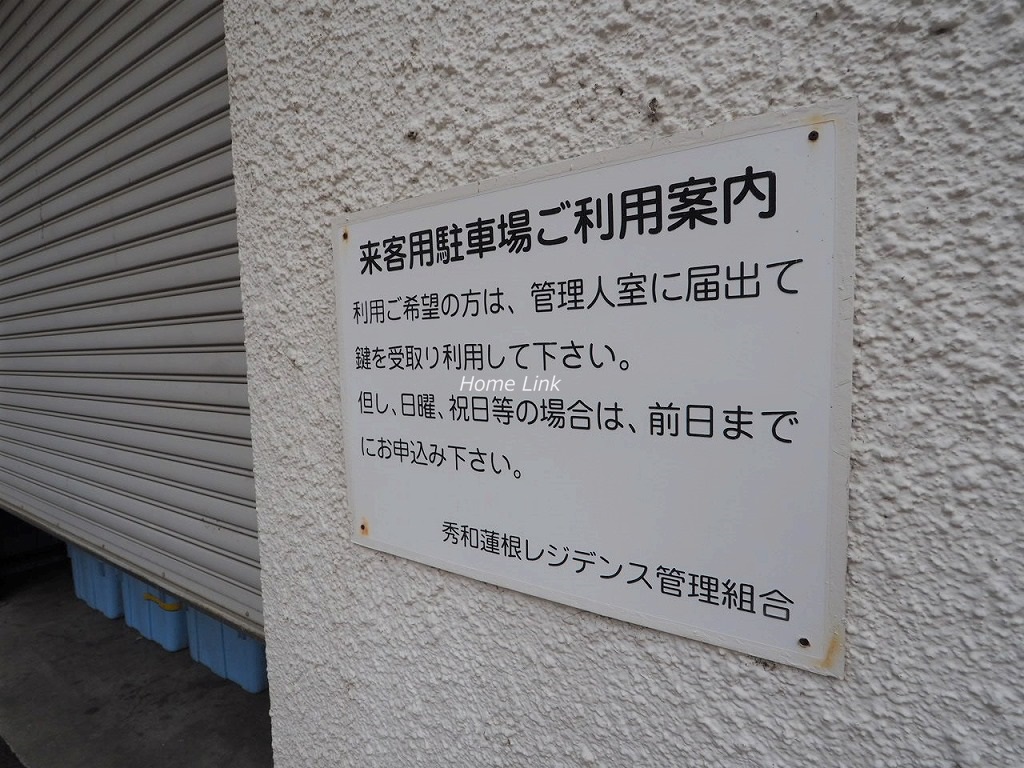 来客用駐車場ご利用案内
利用ご希望の方は、管理人室に届出て
鍵を受取り利用して下さい。
Home Link
但し、日曜、祝日等の場合は、前日まで
にお申込み下さい。
秀和蓮根レジデンス管理組合